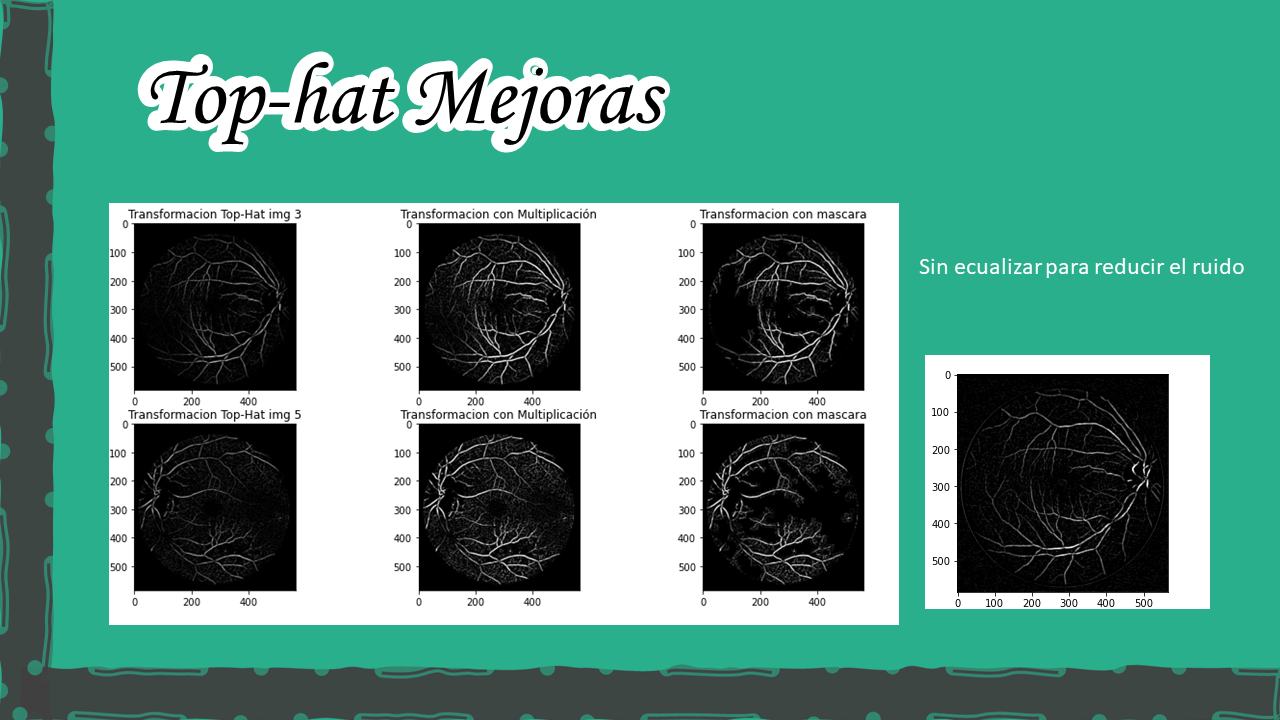 Top-hat Mejoras
Transformacion Top-Hat img 3
Transformacion con Multiplicación
Transformacion con mascara
0
100
200
300
400
500
0 200 400
0
100
200
300
400
500
0 200 400
0
100
200
300
400
500
0 200 400
Transformacion Top-Hat img 5
Transformacion con Multiplicación
Transformacion con mascara
0
100
200
300
400
500
0 200 400
0
100
200
300
400
500
0 200 400
0
100
200
300
400
500
0 200 400
Sin ecualizar para reducir el ruido
0
100
200
300
400
500
0 100 200 300 400 500